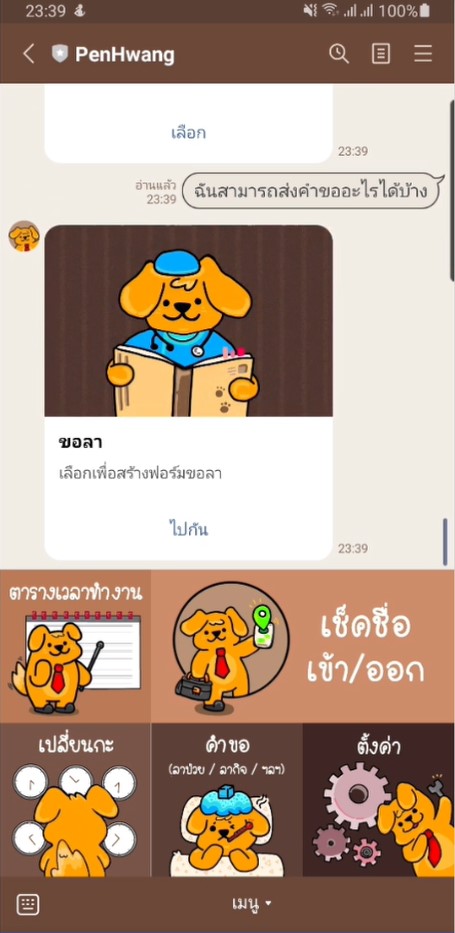 23:39
100%
PenHwang
เลือก
23:39
อ่านแล้ว
23:39
ฉันสามารถส่งคำขออะไรได้บ้าง
ขอลา
เลือกเพื่อสร้างฟอร์มขอลา
ไปกัน
23:39
ตารางเวลาทำงาน
เช็คชื่อ
เข้า/ออก
เปลี่ยนกะ
คำขอ
(ลาป่วย / ลากิจ / ฯลฯ)
ตั้งค่า
เมนู